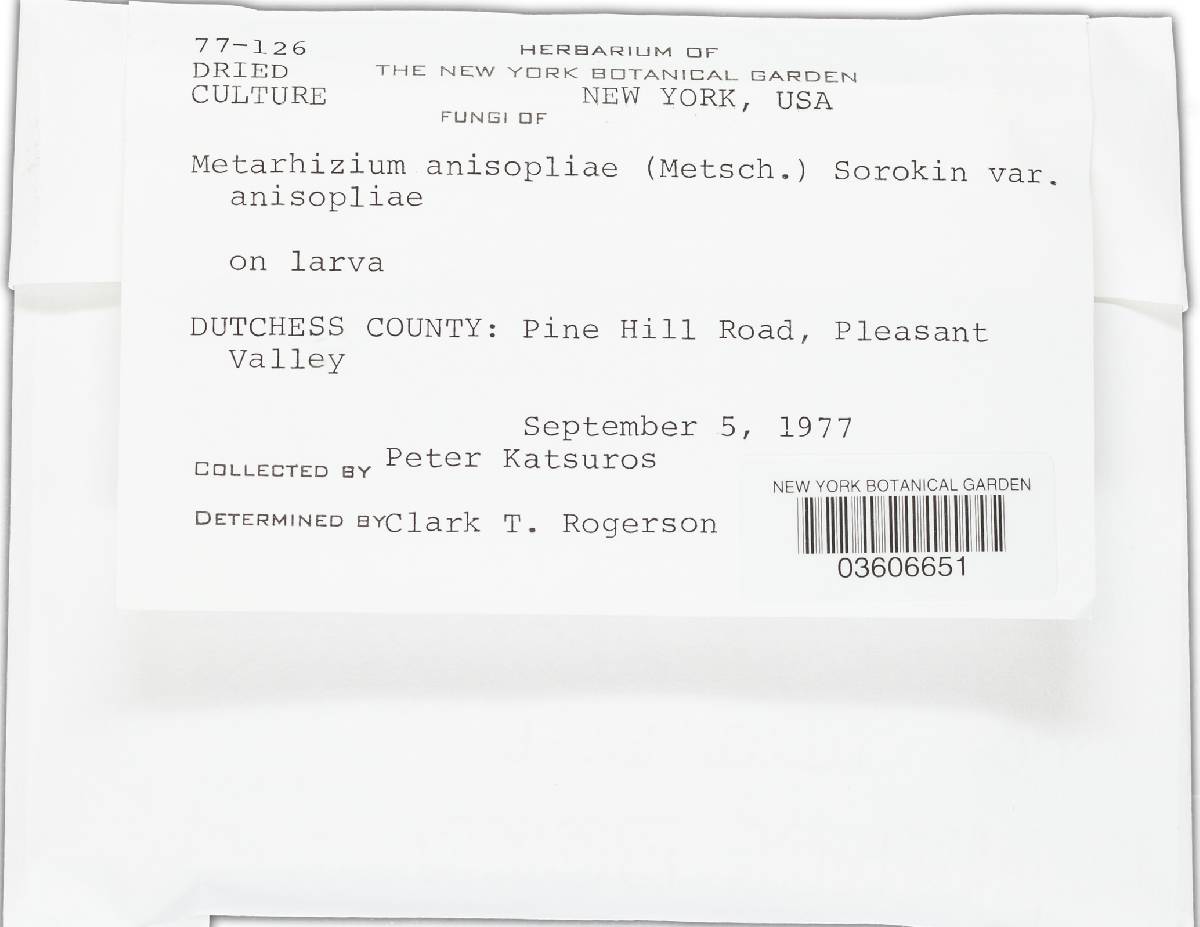 77-126
HERBARIUM OF
DRIED
THE NEW YORK BOTANICAL GARDEN
CULTURE
NEW YORK, USA
FUNGI OF
Metarhizium anisopliae (Metsch.) Sorokin var.
anisopliae
on larva
DUTCHESS COUNTY: Pine Hill Road, Pleasant
Valley
September 5, 1977
COLLECTED BY Peter Katsuros
DETERMINED BY Clark T. Rogerson
NEW YORK BOTANICAL GARDEN
03606651